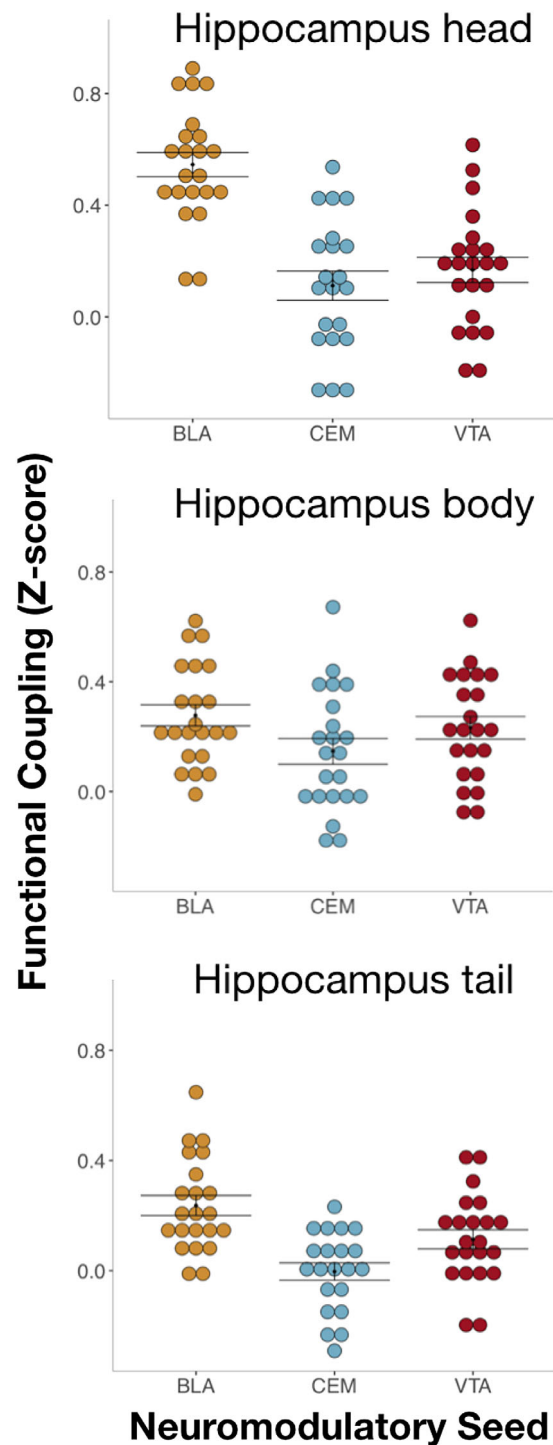 Hippocampus head
0.8
0.4
0.0
BLA CEM VTA
Functional Coupling (Z-score)
Hippocampus body
0.8
0.4
0.0
BLA CEM VTA
Hippocampus tail
0.8
0.4
0.0
BLA CEM VTA
Neuromodulatory Seed